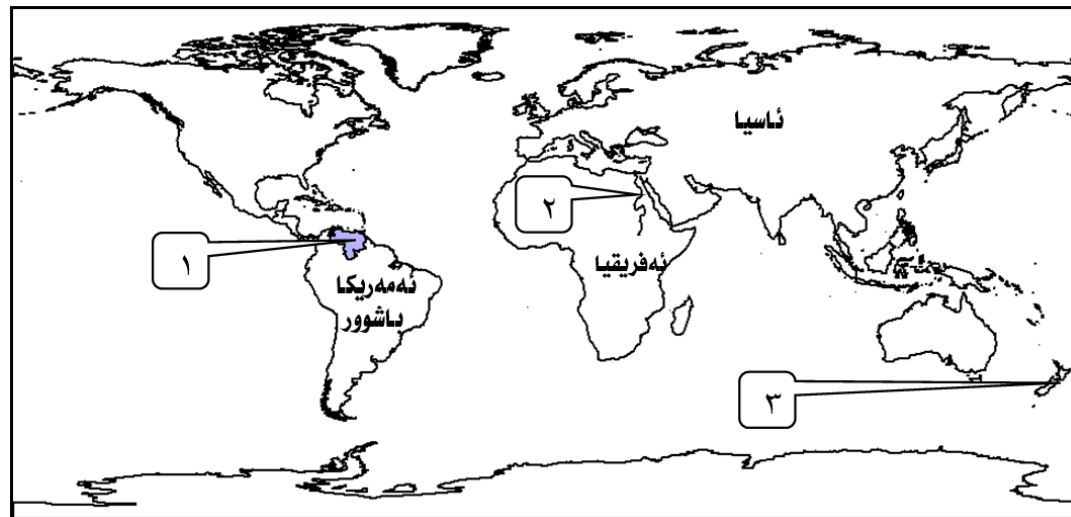 ئاسیا
٢
١
ئەفریقیا
ئەمەریکا
باشوور
٣